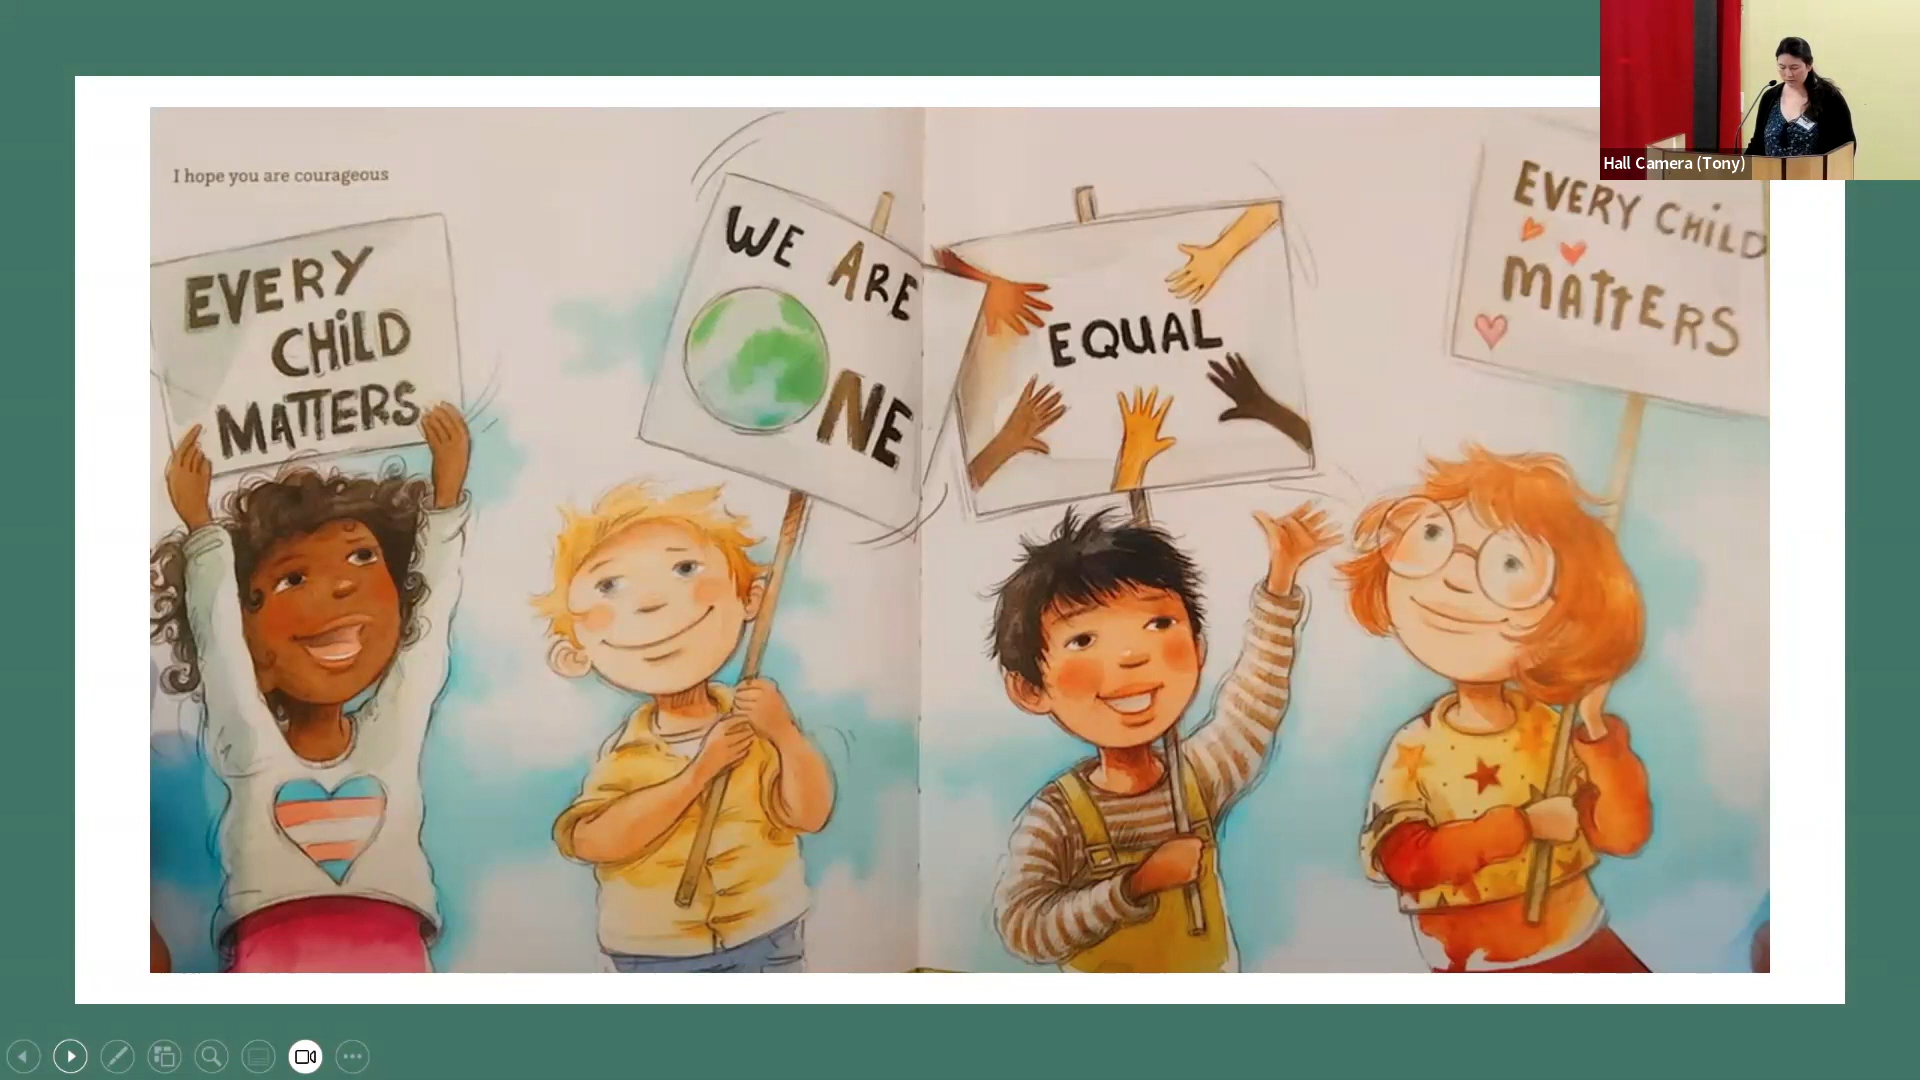 I hope you are courageous
EVERY
CHiLD
MATTERS
WE ARE
ONE
EQUAL
EVERY CHiLD
MATTERS
Hall Camera (Tony)